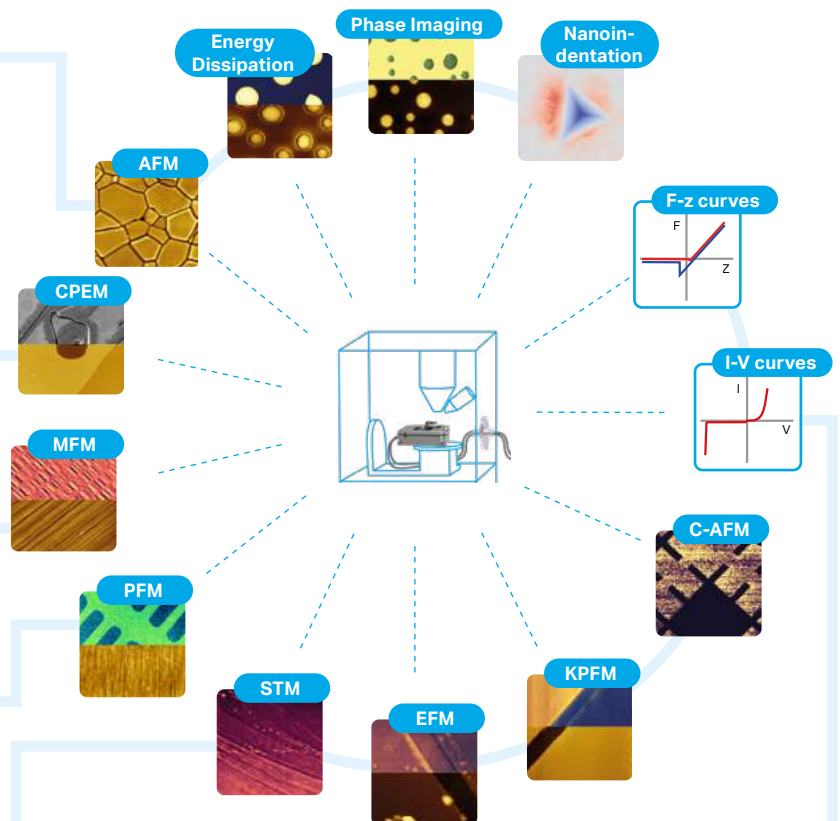 Phase Imaging
Energy
Dissipation
Nanoin-
dentation
AFM
F-z curves
F
Z
CPEM
I-V curves
I
V
MFM
C-AFM
PFM
KPFM
STM
EFM